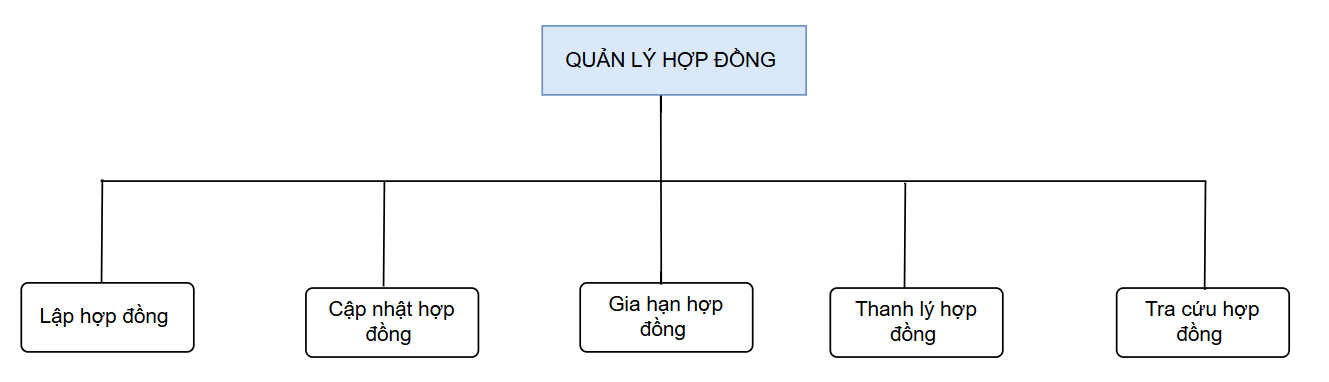 QUẢN LÝ HỢP ĐỒNG
Lập hợp đồng
Cập nhật hợp
đồng
Gia hạn hợp
đồng
Thanh lý hợp
đồng
Tra cứu hợp
đồng